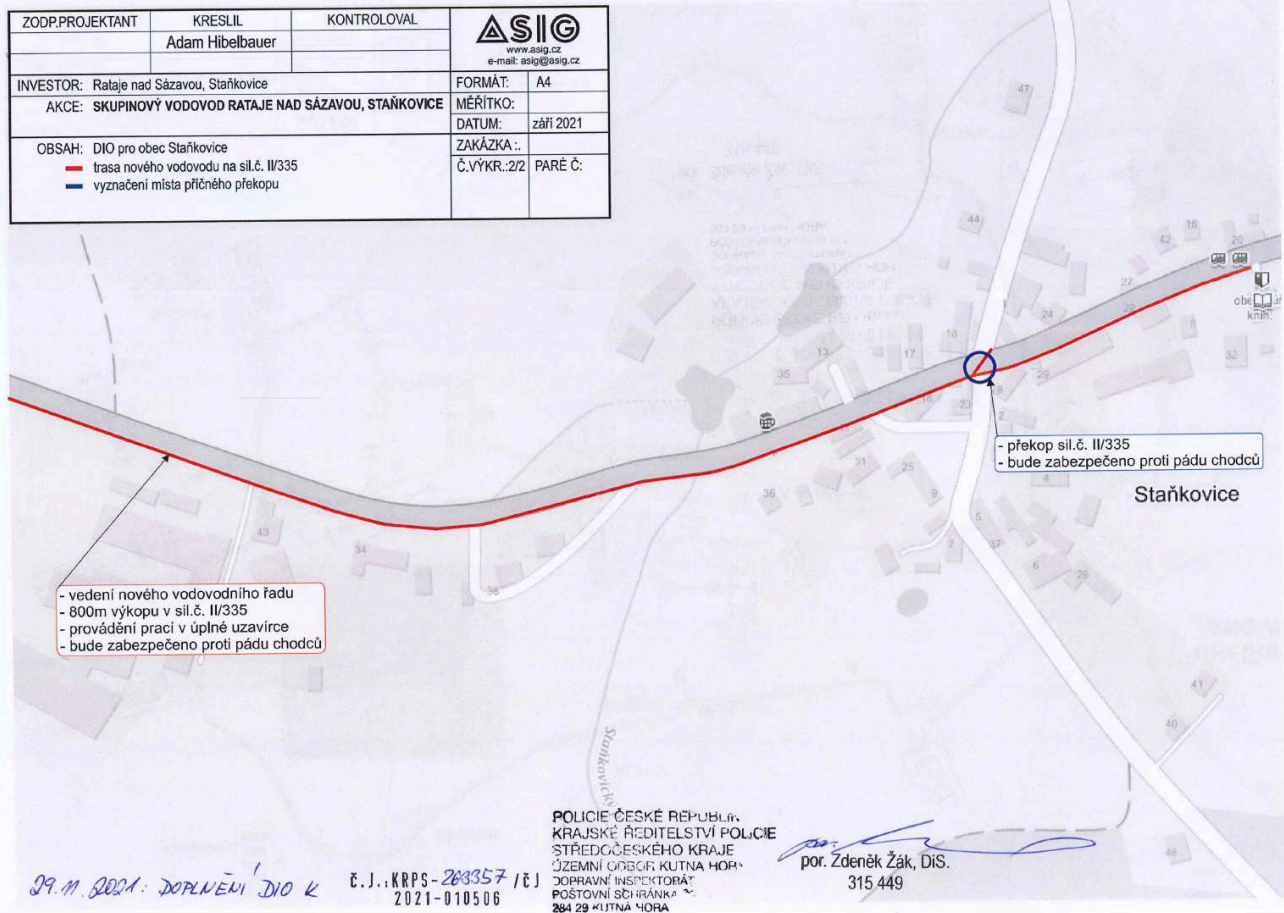 ZODP.PROJEKTANT KRESLIL KONTROLOVAL
Adam Hibelbauer
ASIG
www.asig.cz
e-mail: asig@asig.cz
INVESTOR: Rataje nad Sázavou, Staňkovice
FORMÁT: A4
AKCE: SKUPINOVÝ VODOVOD RATAJE NAD SÁZAVOU, STAŇKOVICE
MĚŘÍTKO:
DATUM: září 2021
OBSAH: DIO pro obec Staňkovice
ZAKÁZKA :.
trasa nového vodovodu na sil.č. II/335
Č.VÝKR.:2/2 PARÉ Č:
vyznačení místa příčného překopu
47
44
15
42
20
27
22
24
8
knih.
32
18
17
13
35
29
16
23
2
- překop sil.č. II/335
- bude zabezpečeno proti pádu chodců
4
Staňkovice
31
25
36
9
5
7
37
6
26
43
34
38
- vedení nového vodovodního řadu
- 800m výkopu v sil.č. II/335
- provádění prací v úplné uzavírce
- bude zabezpečeno proti pádu chodců
41
40
46
Staňkovický
29.11.2021: DOPLNĚNÍ DIO K
Č.J.:KRPS-263357/ČJ
2021-010506
POLICIE ČESKÉ REPUBLIK
KRAJSKÉ ŘEDITELSTVÍ POLICIE
STŘEDOČESKÉHO KRAJE
ÚZEMNÍ ODBOR KUTNÁ HORA
DOPRAVNÍ INSPEKTORÁT
POŠTOVNÍ SCHRÁNKA
284 29 KUTNÁ HORA
por. Zdeněk Žák, DiS.
315 449